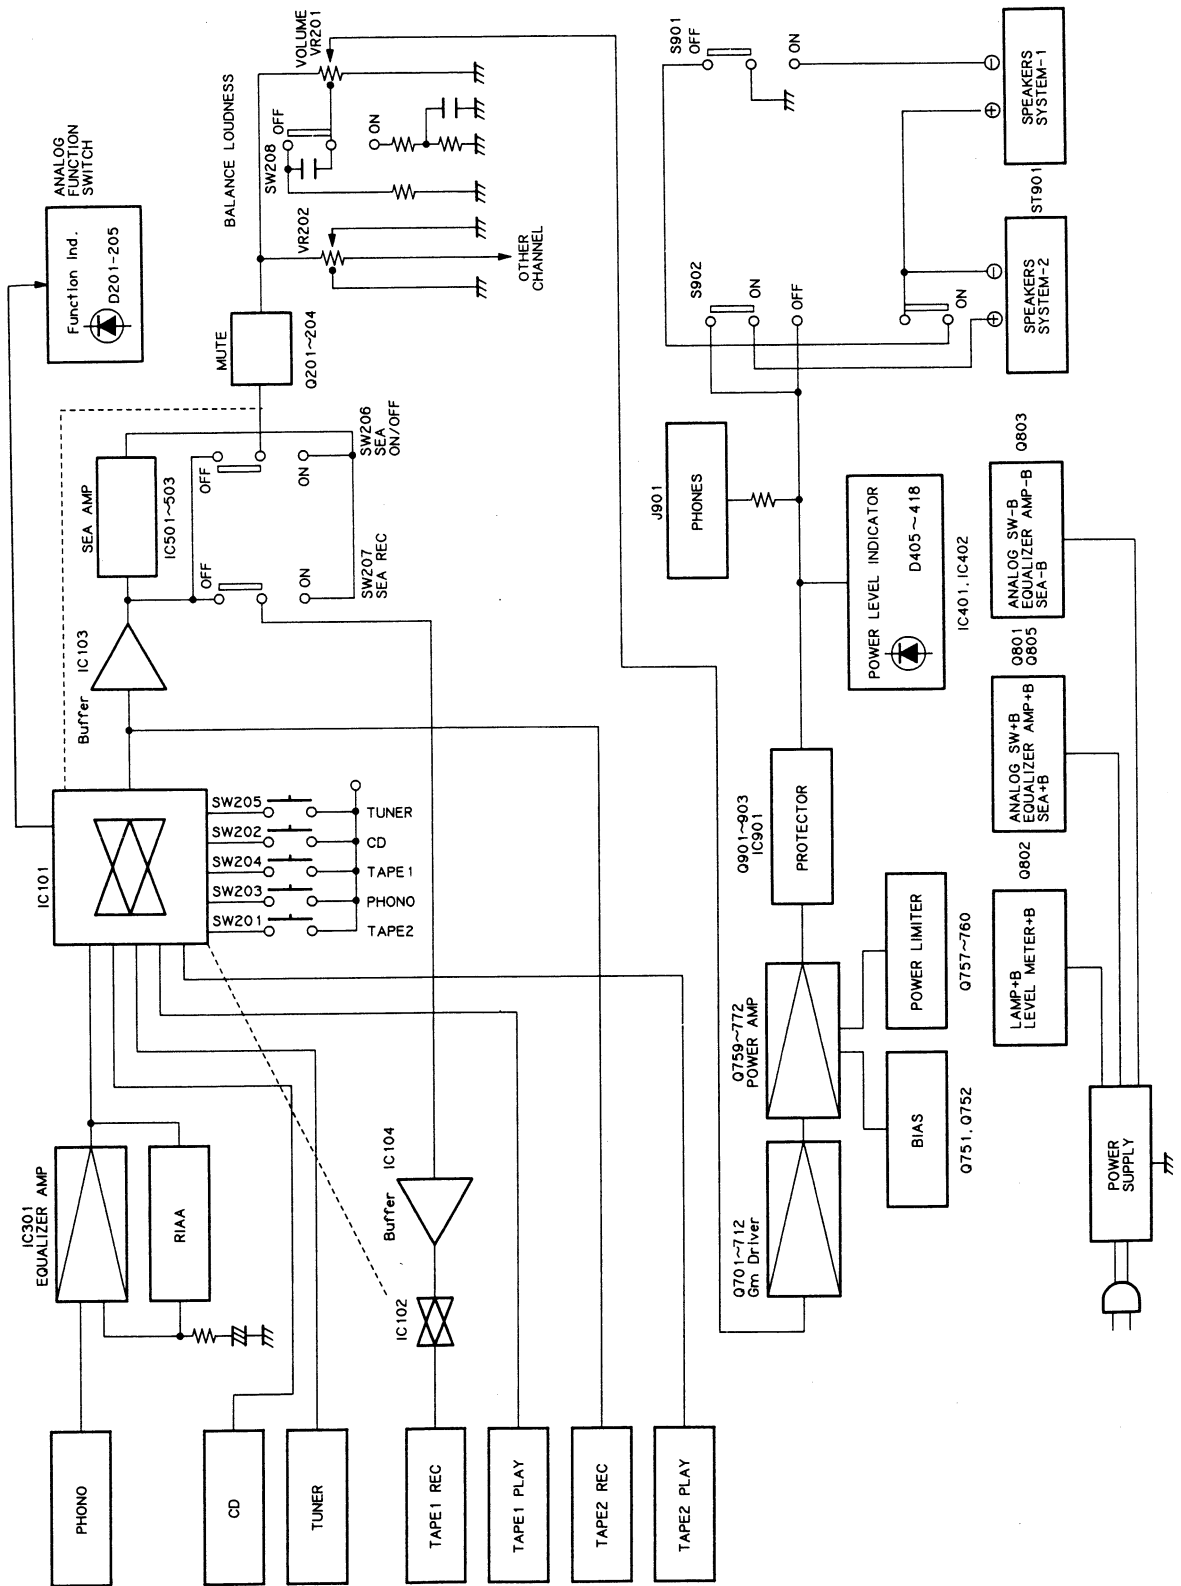 PHONO
CD
TUNER
TAPE1 REC
TAPE1 PLAY
TAPE2 REC
TAPE2 PLAY
IC301
EQUALIZER AMP
RIAA
IC102
Buffer
IC104
IC101
SW205
SW202
SW204
SW203
SW201
TUNER
CD
TAPE1
PHONO
TAPE2
Buffer
IC103
SEA AMP
IC501~503
OFF
ON
SW207
SEA REC
OFF
ON
SW206
SEA
ON/OFF
MUTE
Q201~204
Function Ind.
D201-205
ANALOG
FUNCTION
SWITCH
BALANCE LOUDNESS
VOLUME
VR201
SW208
OFF
ON
VR202
OTHER
CHANNEL
Q701~712
Gm Driver
Q759~772
POWER AMP
BIAS
Q751,Q752
POWER LIMITER
Q757~760
Q901~903
IC901
PROTECTOR
POWER LEVEL INDICATOR
D405~418
IC401,IC402
J901
PHONES
S902
ON
OFF
ON
S901
OFF
ON
SPEAKERS
SYSTEM-1
ST901
SPEAKERS
SYSTEM-2
POWER
SUPPLY
LAMP+B
LEVEL METER+B
Q802
ANALOG SW+B
EQUALIZER AMP+B
SEA+B
Q801
Q805
ANALOG SW-B
EQUALIZER AMP-B
SEA-B
Q803